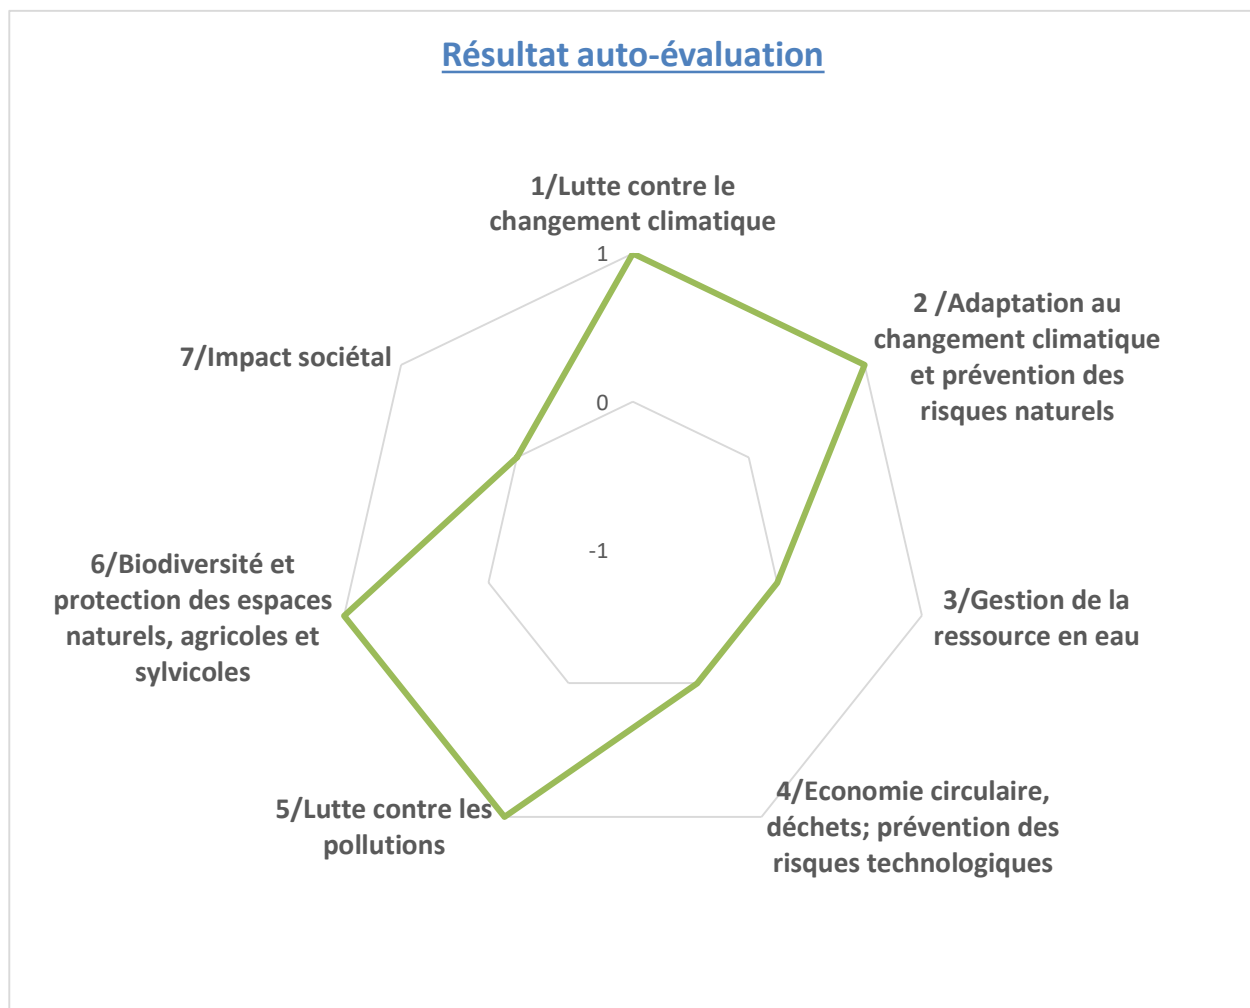 Résultat auto-évaluation
1/Lutte contre le
changement climatique
1
2 /Adaptation au
changement climatique
et prévention des
risques naturels
7/Impact sociétal
0
-1
6/Biodiversité et
protection des espaces
naturels, agricoles et
sylvicoles
3/Gestion de la
ressource en eau
5/Lutte contre les
pollutions
4/Economie circulaire,
déchets; prévention des
risques technologiques